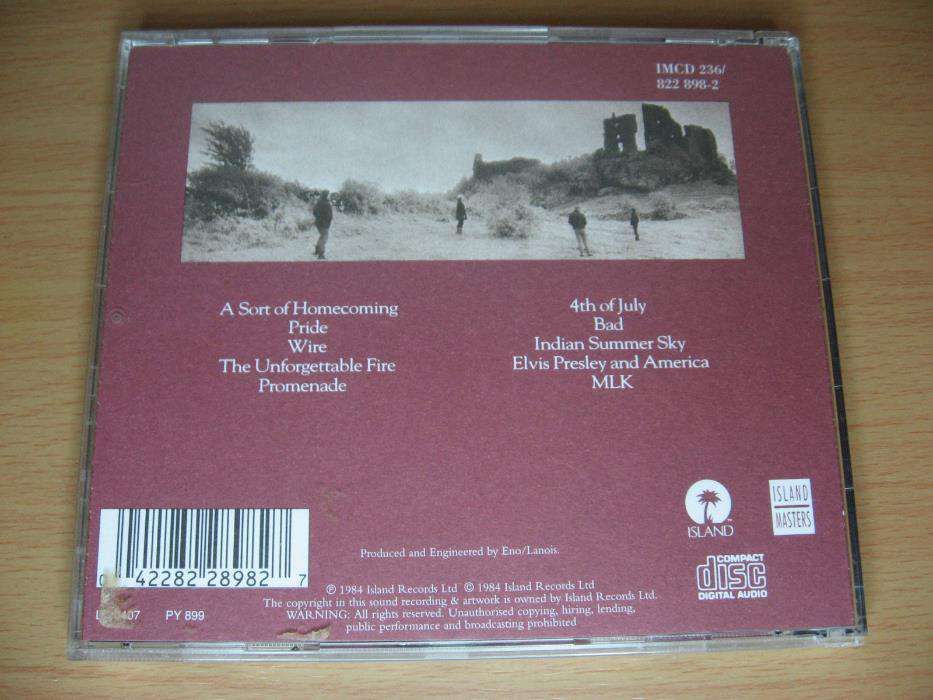 IMCD 236/
822 898-2
A Sort of Homecoming
Pride
Wire
The Unforgettable Fire
Promenade
4th of July
Bad
Indian Summer Sky
Elvis Presley and America
MLK
ISLAND
ISLAND
MASTERS
COMPACT
disc
DIGITAL AUDIO
Produced and Engineered by Eno/Lanois.
0 42282 28982 7
PY 899
℗ 1984 Island Records Ltd © 1984 Island Records Ltd
The copyright in this sound recording & artwork is owned by Island Records Ltd.
WARNING: All rights reserved. Unauthorised copying, hiring, lending,
public performance and broadcasting prohibited